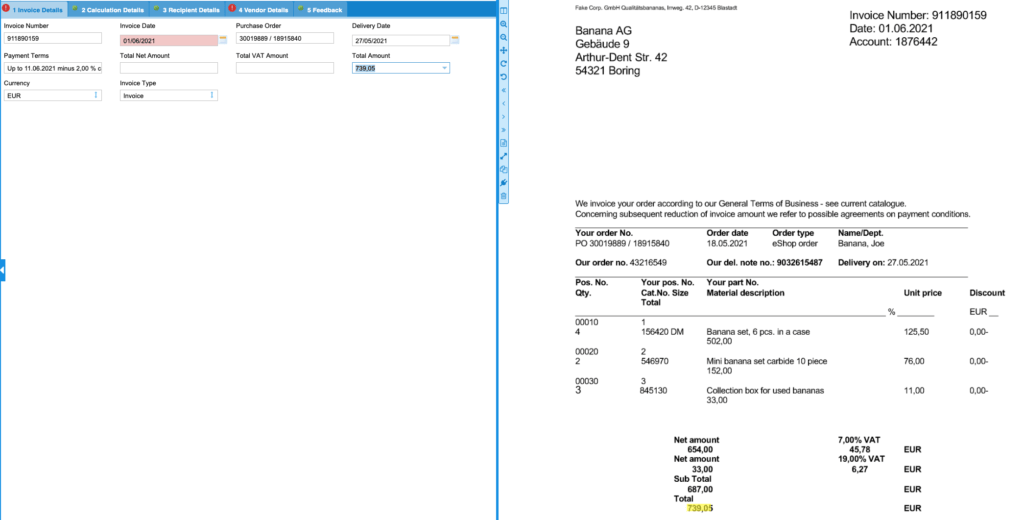 1 Invoice Details 2 Calculation Details 3 Recipient Details 4 Vendor Details 5 Feedback
Invoice Number Invoice Date Purchase Order Delivery Date
911890159 01/06/2021 30019889 / 18915840 27/05/2021
Payment Terms Total Net Amount Total VAT Amount Total Amount
Up to 11.06.2021 minus 2,00 % c 739,05
Currency Invoice Type
EUR Invoice
Fake Corp. GmbH Qualitätsbananas, Irrweg. 42, D-12345 Blastadt
Invoice Number: 911890159
Date: 01.06.2021
Account: 1876442
Banana AG
Gebäude 9
Arthur-Dent Str. 42
54321 Boring
We invoice your order according to our General Terms of Business - see current catalogue.
Concerning subsequent reduction of invoice amount we refer to possible agreements on payment conditions.
Your order No. Order date Order type Name/Dept.
PO 30019889 / 18915840 18.05.2021 eShop order Banana, Joe
Our order no. 43216549 Our del. note no.: 9032615487 Delivery on: 27.05.2021
Pos. No. Your pos. No. Your part No.
Qty. Cat.No. Size Material description Unit price Discount
Total
% EUR
00010 1
4 156420 DM Banana set, 6 pcs. in a case 125,50 0,00-
502,00
00020 2
2 546970 Mini banana set carbide 10 piece 76,00 0,00-
152,00
00030 3
3 845130 Collection box for used bananas 11,00 0,00-
33,00
Net amount 7,00% VAT
654,00 45,78 EUR
Net amount 19,00% VAT
33,00 6,27 EUR
Sub Total
687,00 EUR
Total
739,05 EUR